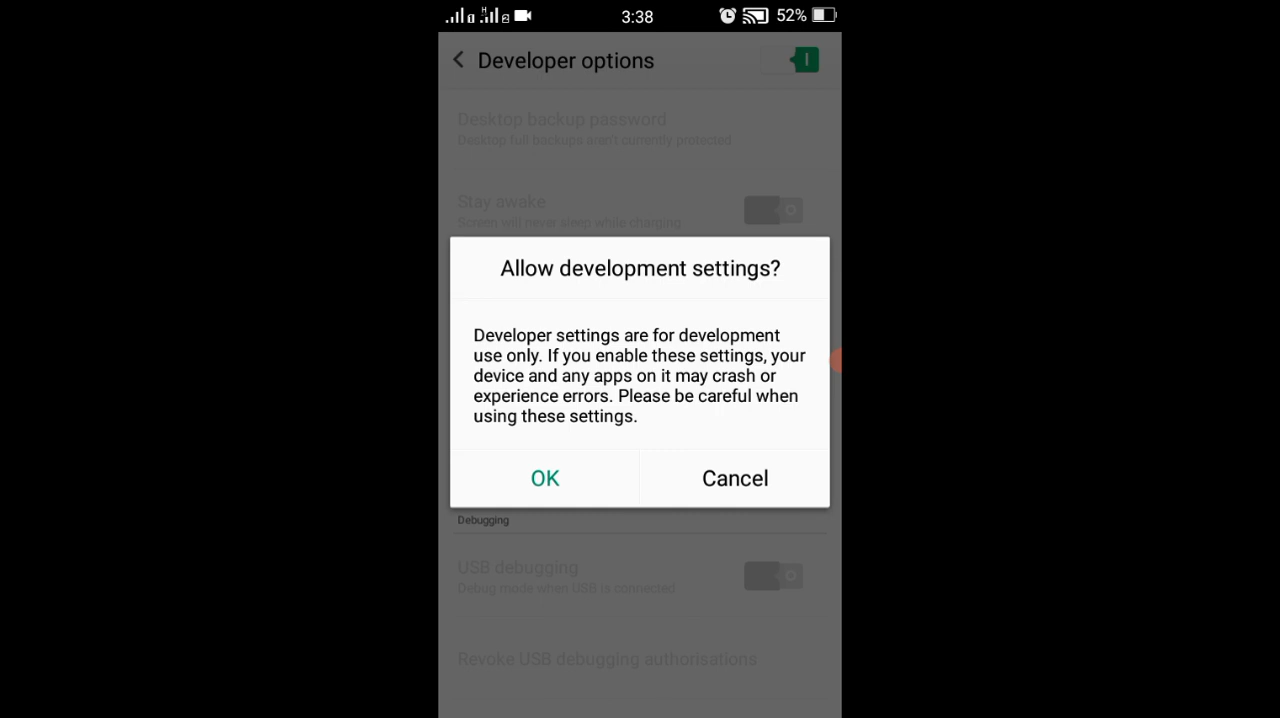 3:38 52%
Developer options
Desktop backup password
Desktop full backups aren't currently protected
Stay awake
Screen will never sleep while charging
Allow development settings?
Developer settings are for development
use only. If you enable these settings, your
device and any apps on it may crash or
experience errors. Please be careful when
using these settings.
OK Cancel
Debugging
USB debugging
Debug mode when USB is connected
Revoke USB debugging authorisations